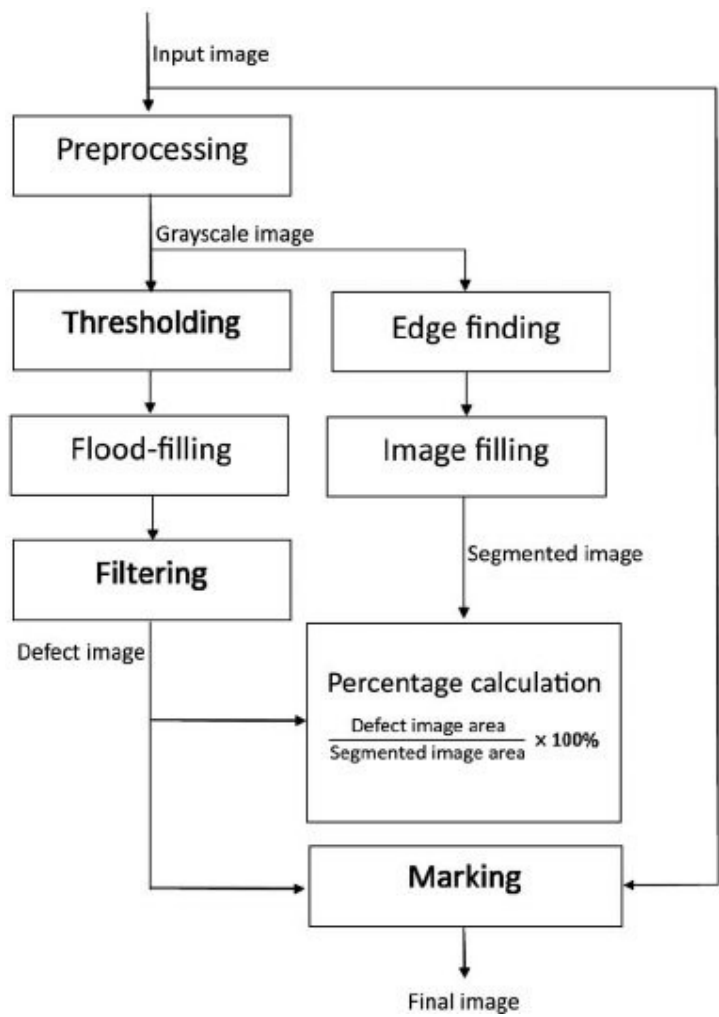 Input image
Preprocessing
Grayscale image
Thresholding
Edge finding
Flood-filling
Image filling
Filtering
Segmented image
Defect image
Percentage calculation
Defect image area
Segmented image area
× 100%
Marking
Final image